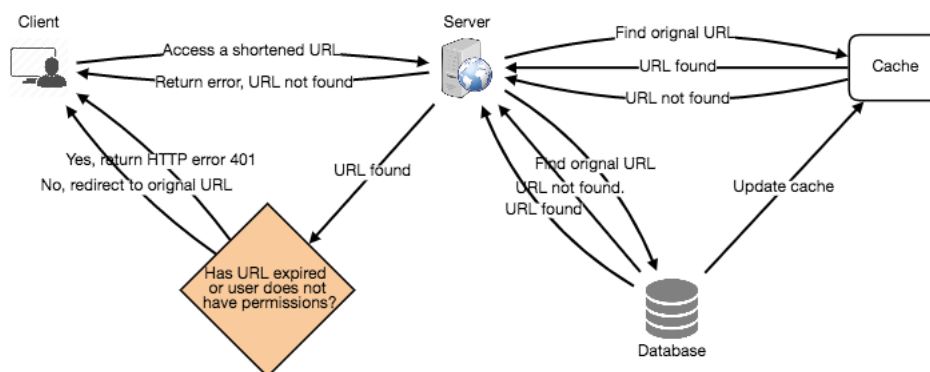 Client
Server
Access a shortened URL
Find orignal URL
Return error, URL not found
URL found
Cache
URL not found
Yes, return HTTP error 401
URL found
Find orignal URL
No, redirect to orignal URL
URL not found.
Update cache
URL found
Has URL expired
or user does not
have permissions?
Database